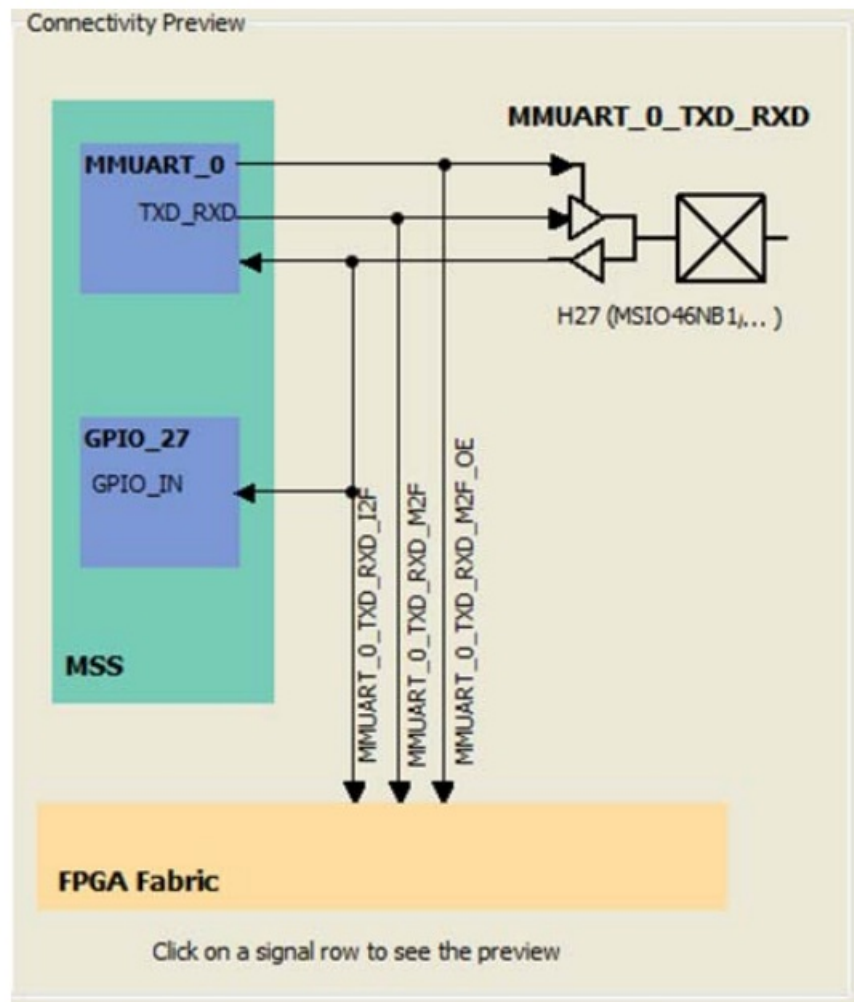 Connectivity Preview
MMUART_0_TXD_RXD
MMUART_0
TXD_RXD
H27 (MSIO46NB1/... )
GPIO_27
GPIO_IN
MMUART_0_TXD_RXD_I2F
MMUART_0_TXD_RXD_M2F
MMUART_0_TXD_RXD_M2F_OE
MSS
FPGA Fabric
Click on a signal row to see the preview